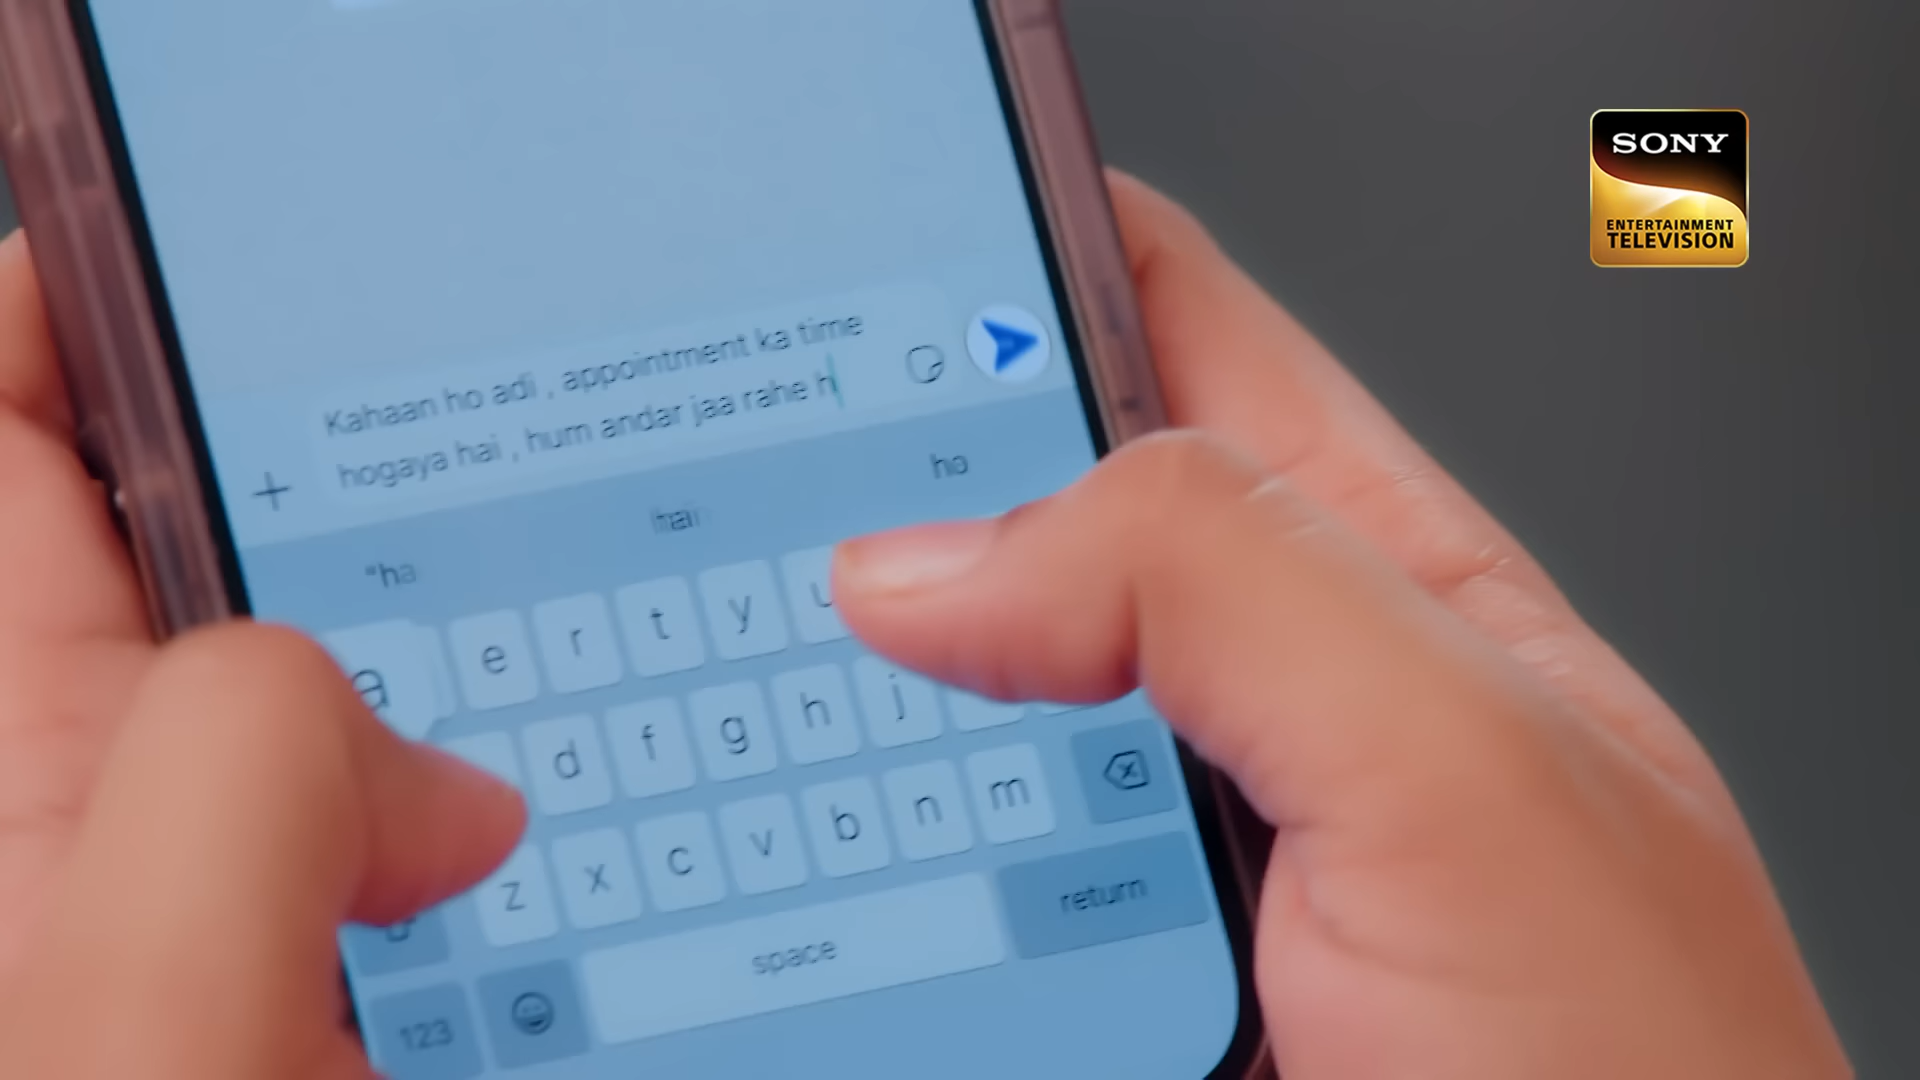 SONY
ENTERTAINMENT
TELEVISION
Kahaan ho adi , appointment ka time
hogaya hai , hum andar jaa rahe h
"ha
hai
ho
a
e r t y u
d f g h j
z x c v b n m
123
space
return